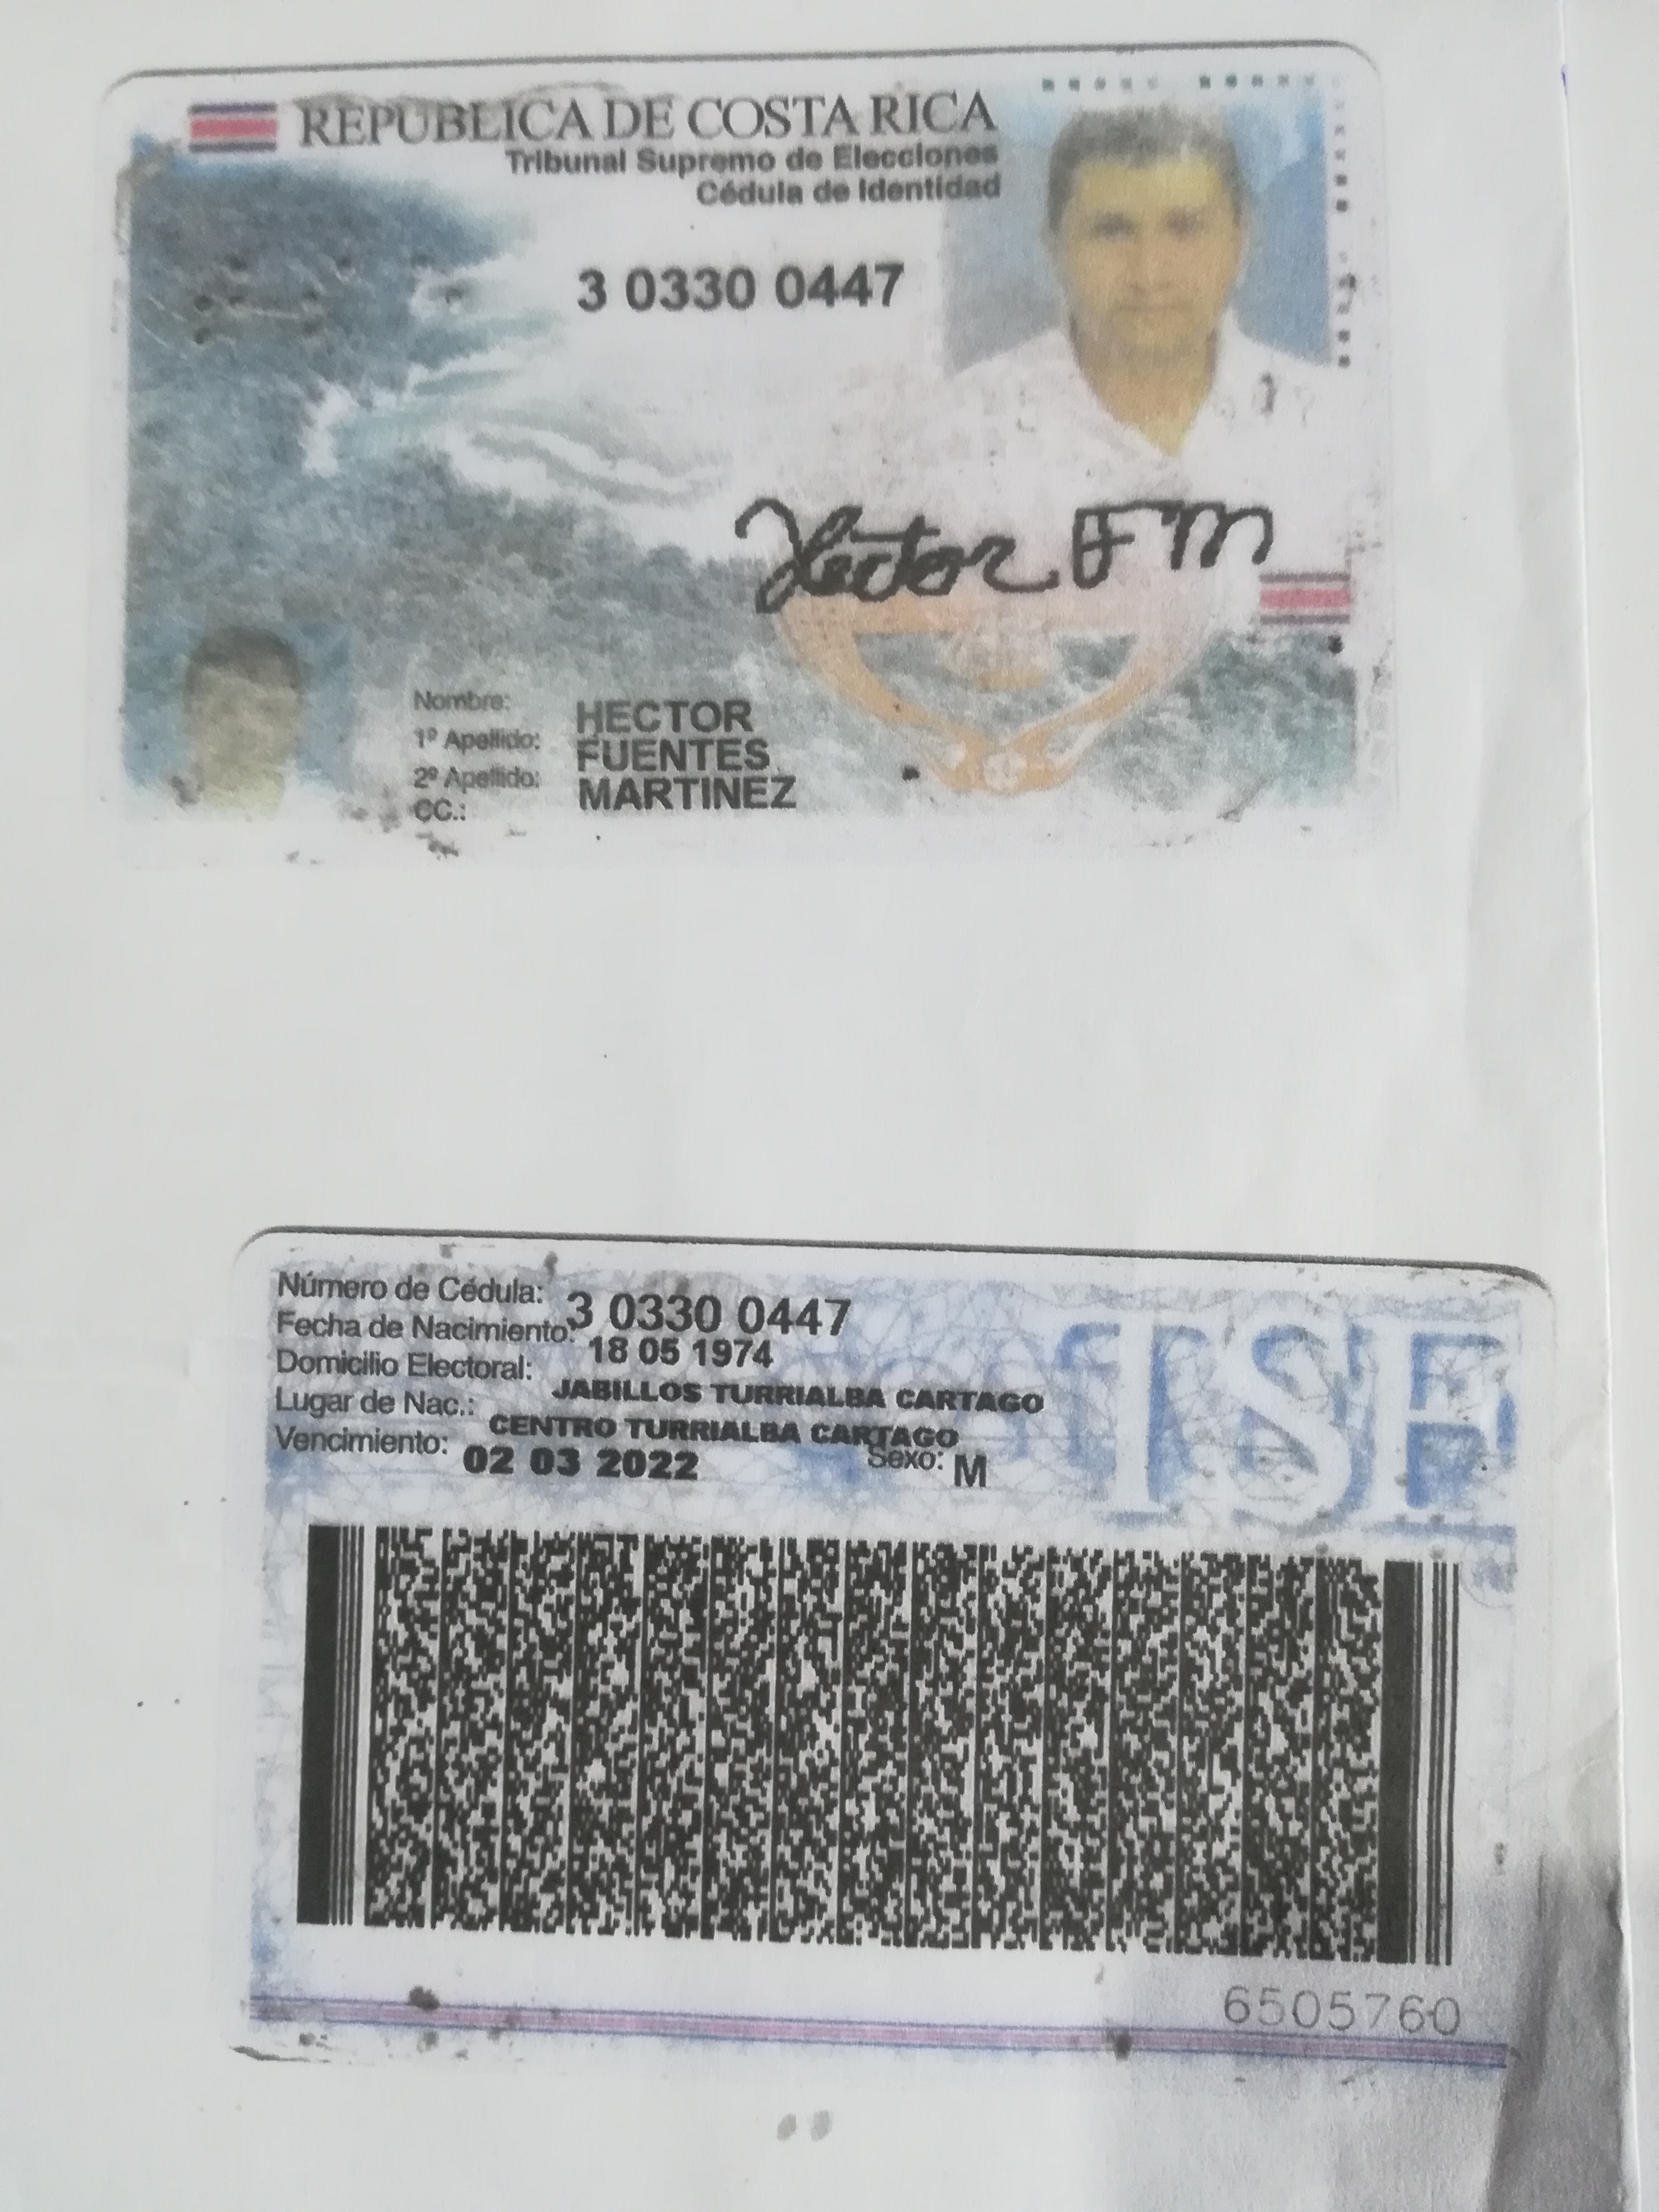 REPUBLICA DE COSTA RICA
Tribunal Supremo de Elecciones
Cédula de Identidad
3 0330 0447
Hector F M
Nombre: HECTOR
1º Apellido: FUENTES
2º Apellido: MARTINEZ
CC.:
Número de Cédula: 3 0330 0447
Fecha de Nacimiento: 18 05 1974
Domicilio Electoral: JABILLOS TURRIALBA CARTAGO
Lugar de Nac.: CENTRO TURRIALBA CARTAGO
Vencimiento: 02 03 2022 Sexo: M
TSE
6505760